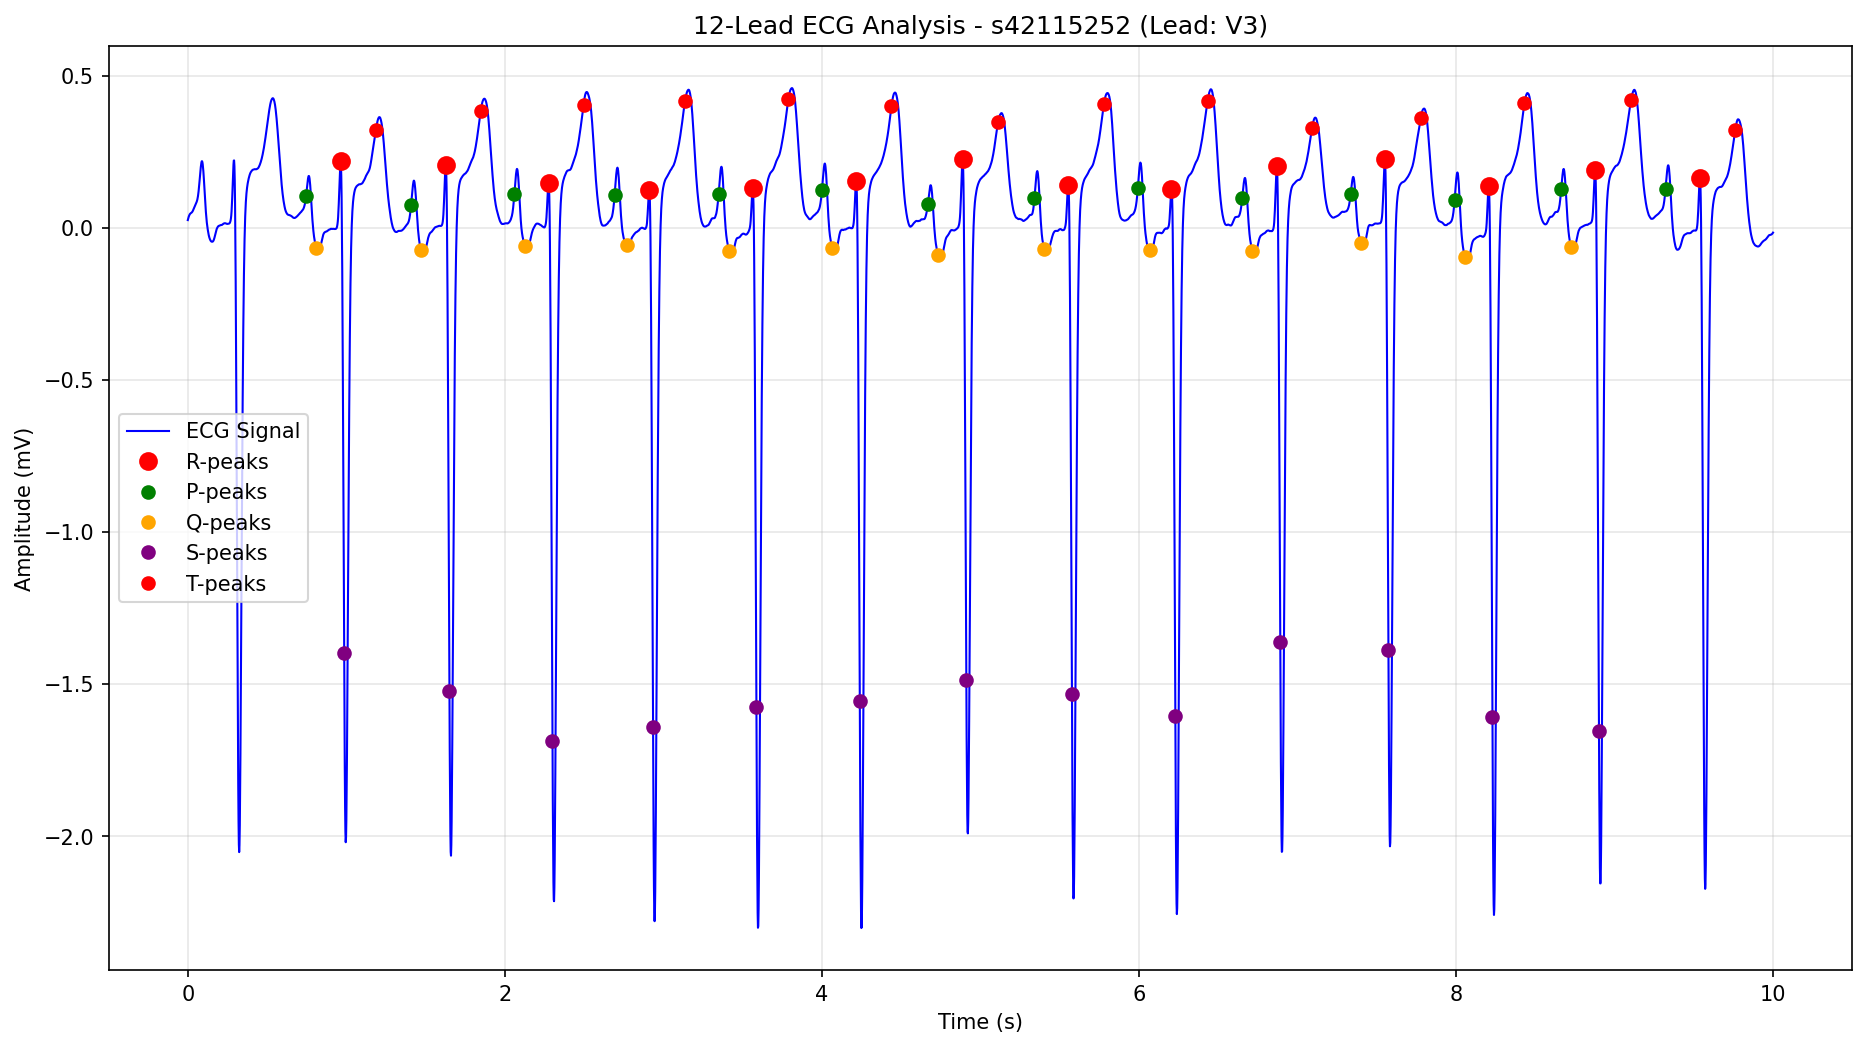 12-Lead ECG Analysis - s42115252 (Lead: V3)
0.5
0.0
−0.5
−1.0
−1.5
−2.0
Amplitude (mV)
ECG Signal
R-peaks
P-peaks
Q-peaks
S-peaks
T-peaks
0 2 4 6 8 10
Time (s)